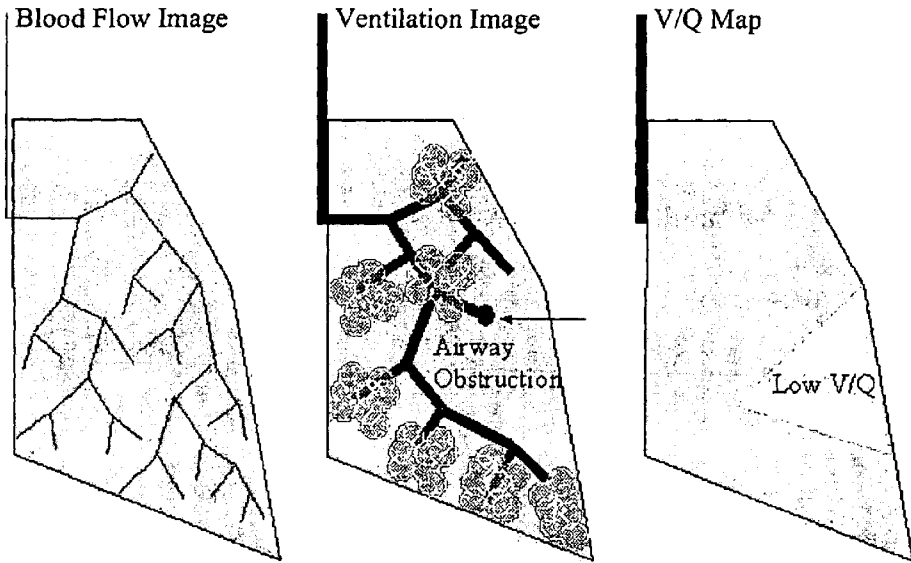 Blood Flow Image
Ventilation Image
V/Q Map
Airway
Obstruction
Low V/Q